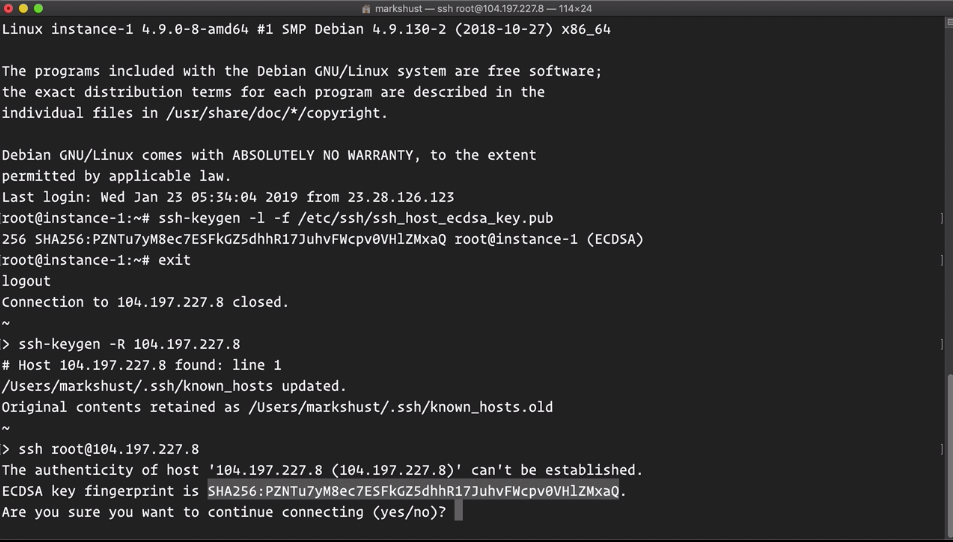 markshust — ssh root@104.197.227.8 — 114×24
Linux instance-1 4.9.0-8-amd64 #1 SMP Debian 4.9.130-2 (2018-10-27) x86_64
The programs included with the Debian GNU/Linux system are free software;
the exact distribution terms for each program are described in the
individual files in /usr/share/doc/*/copyright.
Debian GNU/Linux comes with ABSOLUTELY NO WARRANTY, to the extent
permitted by applicable law.
Last login: Wed Jan 23 05:34:04 2019 from 23.28.126.123
[root@instance-1:~# ssh-keygen -l -f /etc/ssh/ssh_host_ecdsa_key.pub ]
256 SHA256:PZNTu7yM8ec7ESFkGZ5dhhR17JuhvFWcpv0VHlZMxaQ root@instance-1 (ECDSA)
[root@instance-1:~# exit ]
logout
Connection to 104.197.227.8 closed.
~
[> ssh-keygen -R 104.197.227.8 ]
# Host 104.197.227.8 found: line 1
/Users/markshust/.ssh/known_hosts updated.
Original contents retained as /Users/markshust/.ssh/known_hosts.old
~
[> ssh root@104.197.227.8 ]
The authenticity of host '104.197.227.8 (104.197.227.8)' can't be established.
ECDSA key fingerprint is SHA256:PZNTu7yM8ec7ESFkGZ5dhhR17JuhvFWcpv0VHlZMxaQ.
Are you sure you want to continue connecting (yes/no)?